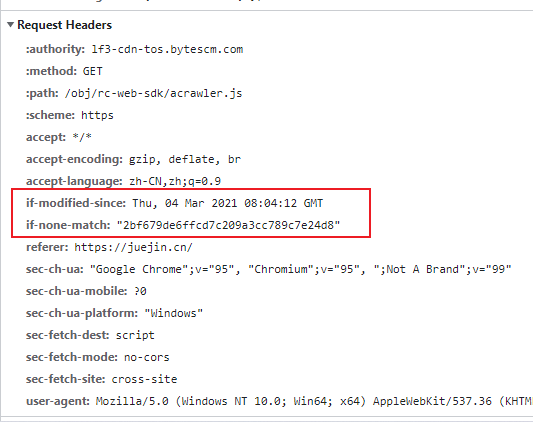 Request Headers
:authority: lf3-cdn-tos.bytescm.com
:method: GET
:path: /obj/rc-web-sdk/acrawler.js
:scheme: https
accept: */*
accept-encoding: gzip, deflate, br
accept-language: zh-CN,zh;q=0.9
if-modified-since: Thu, 04 Mar 2021 08:04:12 GMT
if-none-match: "2bf679de6ffcd7c209a3cc789c7e24d8"
referer: https://juejin.cn/
sec-ch-ua: "Google Chrome";v="95", "Chromium";v="95", ";Not A Brand";v="99"
sec-ch-ua-mobile: ?0
sec-ch-ua-platform: "Windows"
sec-fetch-dest: script
sec-fetch-mode: no-cors
sec-fetch-site: cross-site
user-agent: Mozilla/5.0 (Windows NT 10.0; Win64; x64) AppleWebKit/537.36 (KHTM